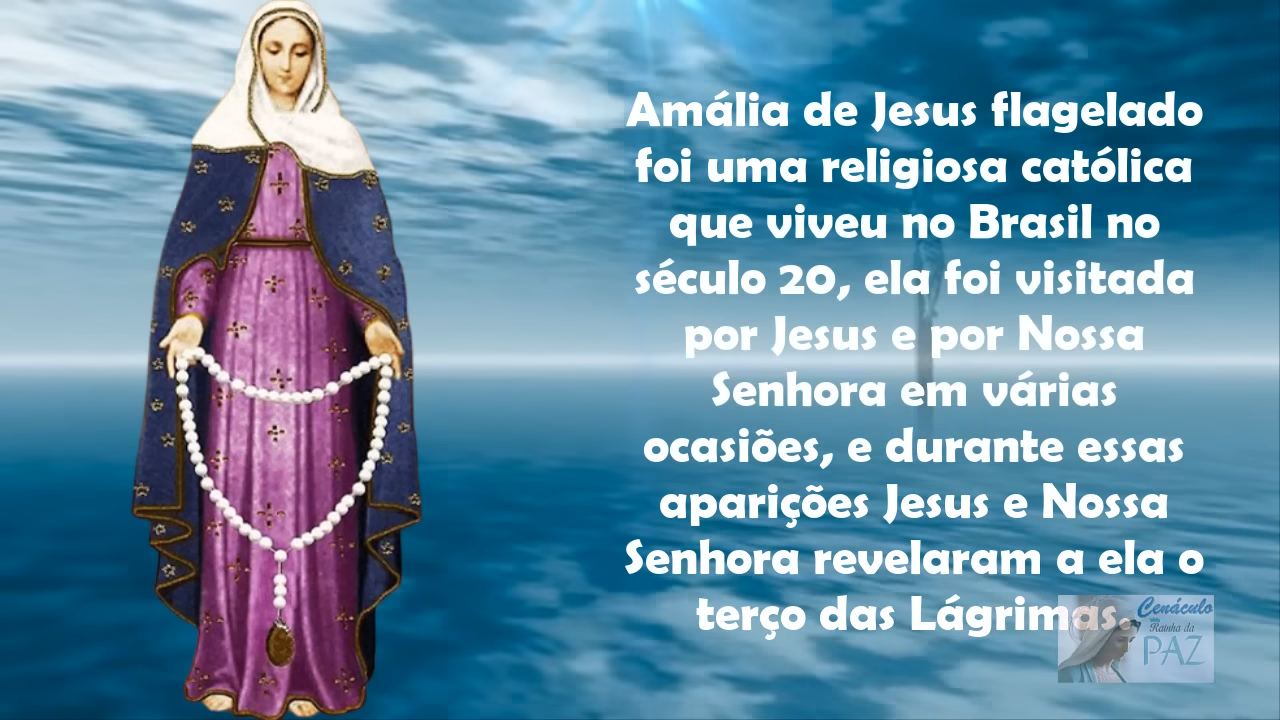 Amália de Jesus flagelado
foi uma religiosa católica
que viveu no Brasil no
século 20, ela foi visitada
por Jesus e por Nossa
Senhora em várias
ocasiões, e durante essas
aparições Jesus e Nossa
Senhora revelaram a ela o
terço das Lágrimas.
Cenáculo
Rainha da
PAZ